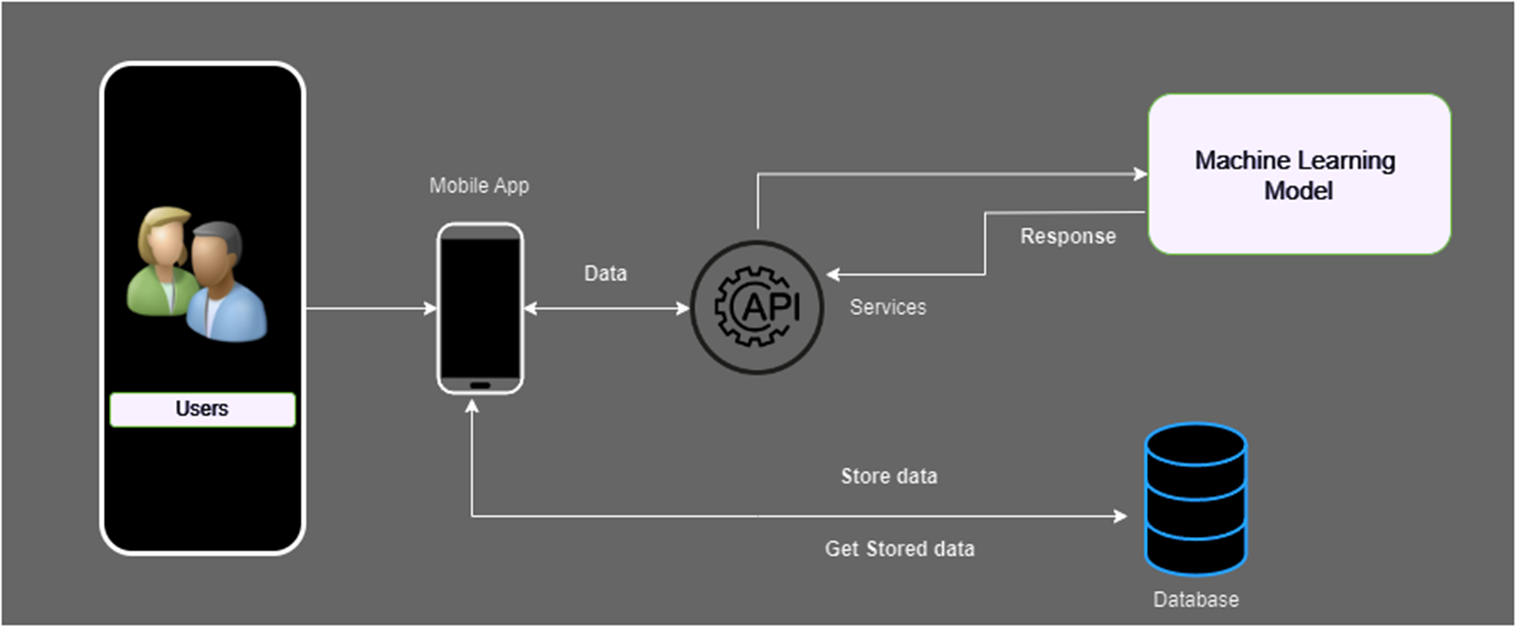 Users
Mobile App
Data
API
Services
Machine Learning
Model
Response
Store data
Get Stored data
Database